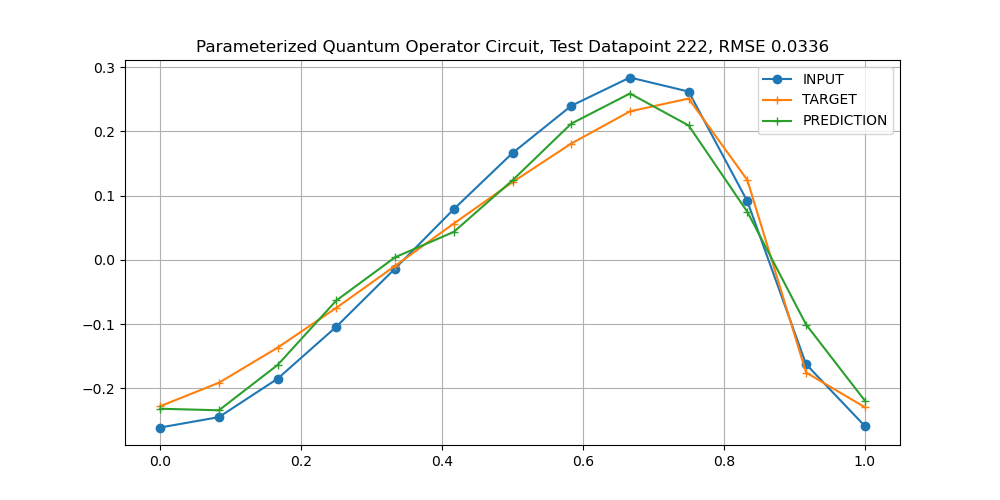 Parameterized Quantum Operator Circuit, Test Datapoint 222, RMSE 0.0336
INPUT
TARGET
PREDICTION
0.3
0.2
0.1
0.0
−0.1
−0.2
0.0 0.2 0.4 0.6 0.8 1.0